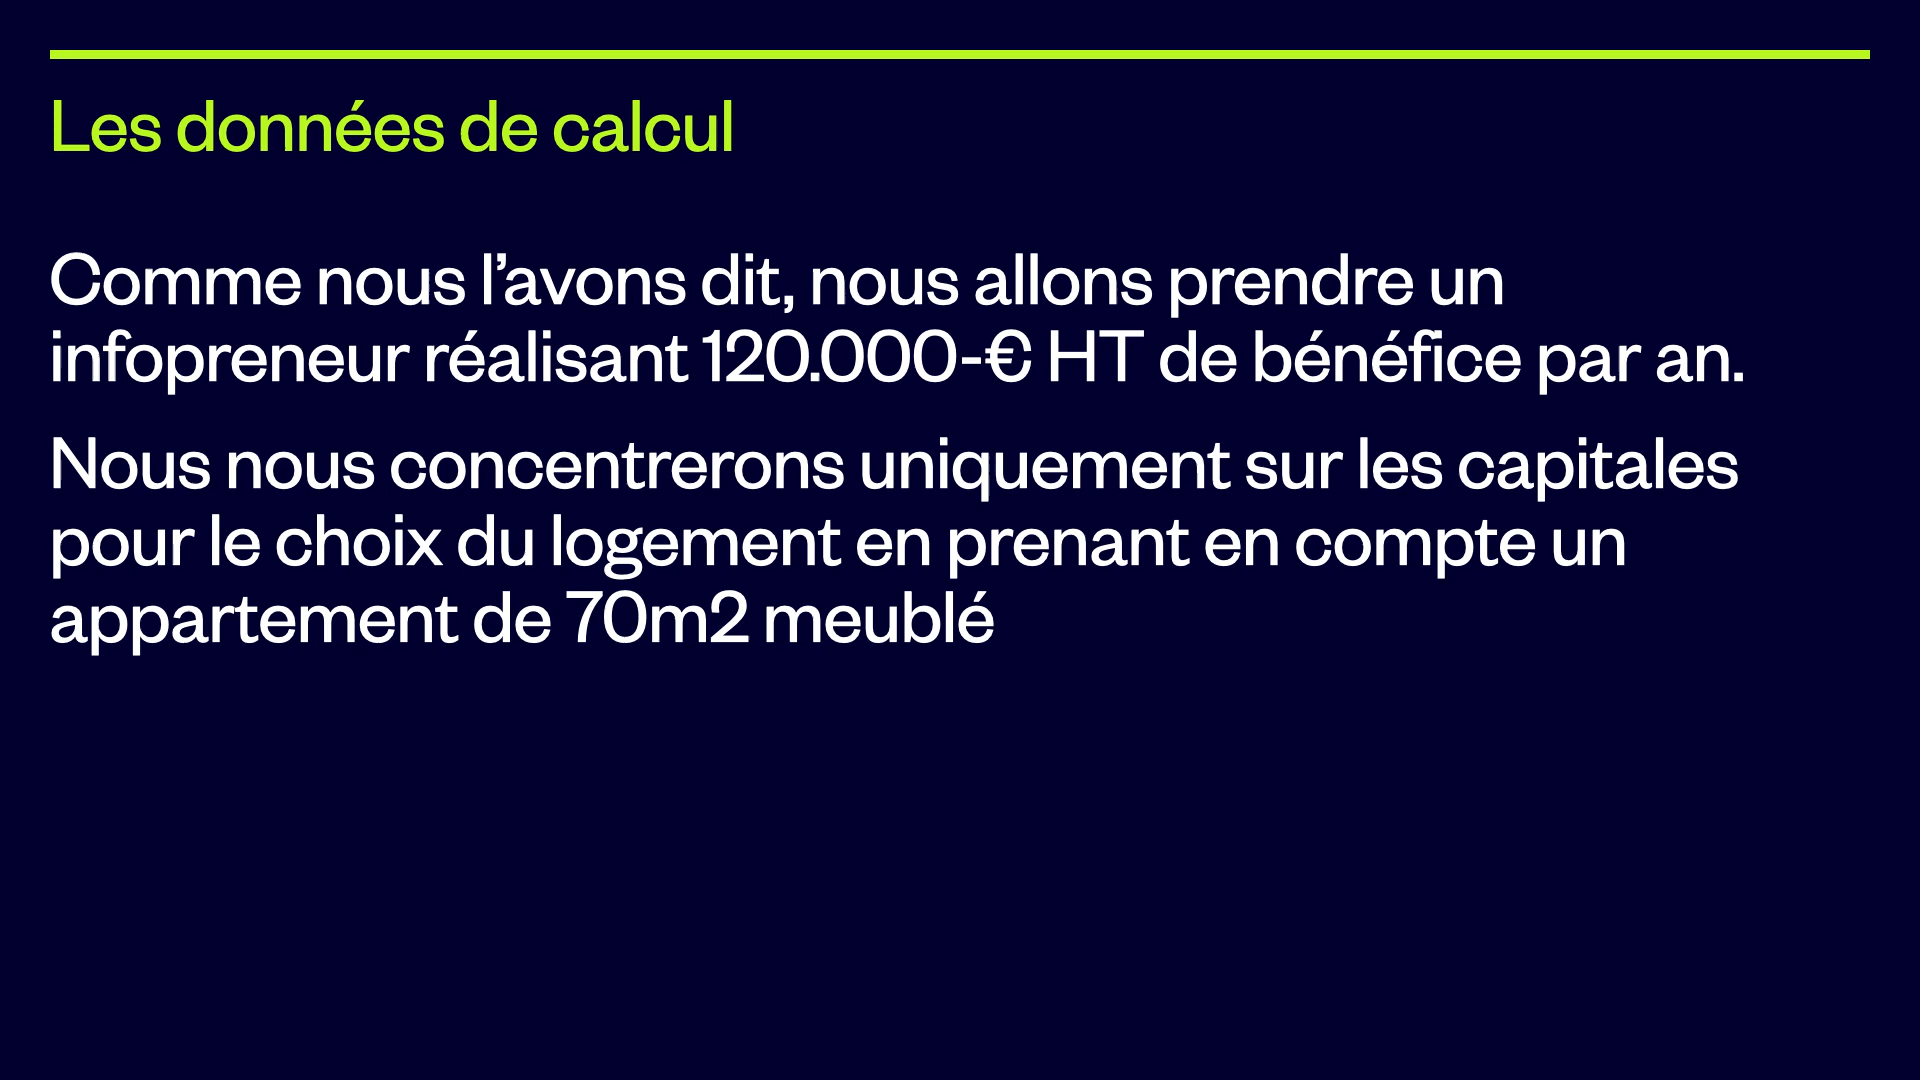 Les données de calcul
Comme nous l’avons dit, nous allons prendre un
infopreneur réalisant 120.000-€ HT de bénéfice par an.
Nous nous concentrerons uniquement sur les capitales
pour le choix du logement en prenant en compte un
appartement de 70m2 meublé